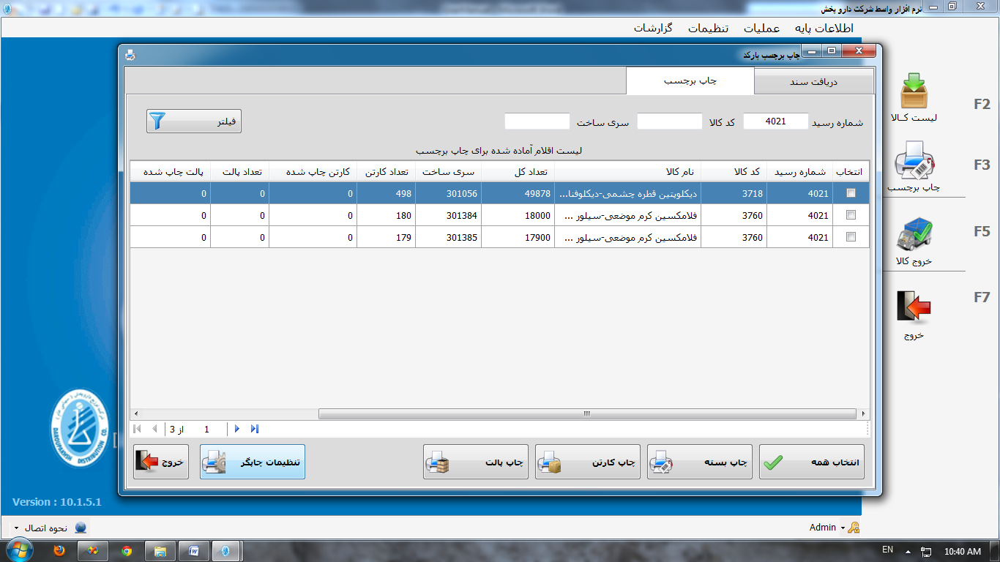 نرم افزار واسط شرکت دارو پخش
اطلاعات پایه عملیات تنظیمات گزارشات
چاپ برچسب بارکد
دریافت سند چاپ برچسب
شماره رسید 4021 کد کالا سری ساخت فیلتر
لیست اقلام آماده شده برای چاپ برچسب
انتخاب شماره رسید کد کالا نام کالا تعداد کل سری ساخت تعداد کارتن کارتن چاپ شده تعداد پالت پالت چاپ شده
4021 3718 دیکلوپتین قطره چشمی-دیکلوفنا... 49878 301056 498 0 0 0
4021 3760 فلامکسین کرم موضعی-سیلور ... 18000 301384 180 0 0 0
4021 3760 فلامکسین کرم موضعی-سیلور ... 17900 301385 179 0 0 0
1 از 3
انتخاب همه چاپ بسته چاپ کارتن چاپ پالت تنظیمات چاپگر خروج
F2 لیست کـالا
F3 چاپ برچسب
F5 خروج کالا
F7 خروج
DAROUPAKHSH DISTRIBUTION CO.
Version : 10.1.5.1
Admin نحوه اتصال
EN 10:40 AM